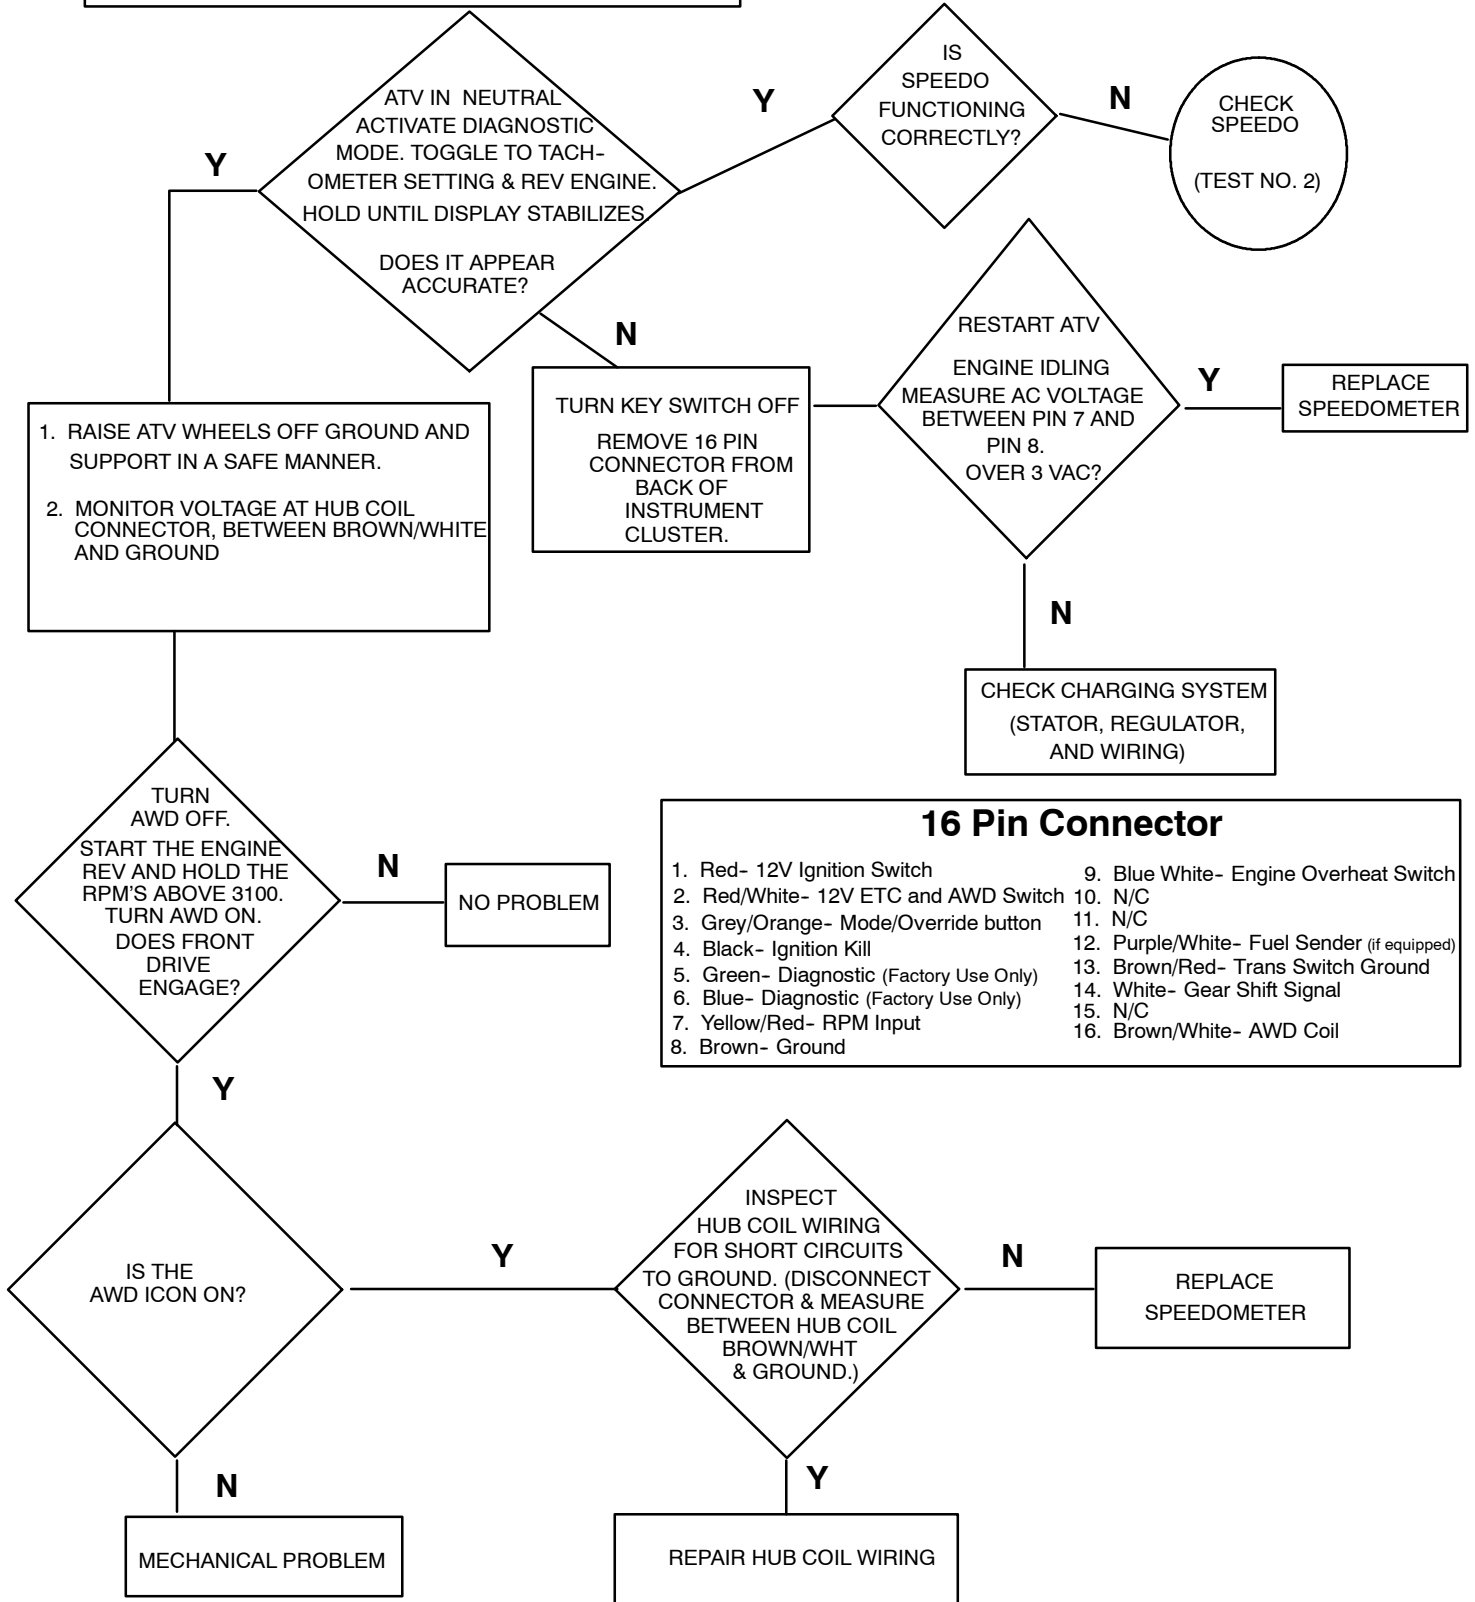 ATV IN NEUTRAL
ACTIVATE DIAGNOSTIC
MODE. TOGGLE TO TACH-
OMETER SETTING & REV ENGINE.
HOLD UNTIL DISPLAY STABILIZES.
DOES IT APPEAR
ACCURATE?
Y
Y
IS
SPEEDO
FUNCTIONING
CORRECTLY?
N
CHECK
SPEEDO
(TEST NO. 2)
N
TURN KEY SWITCH OFF
REMOVE 16 PIN
CONNECTOR FROM
BACK OF
INSTRUMENT
CLUSTER.
RESTART ATV
ENGINE IDLING
MEASURE AC VOLTAGE
BETWEEN PIN 7 AND
PIN 8.
OVER 3 VAC?
Y
REPLACE
SPEEDOMETER
N
CHECK CHARGING SYSTEM
(STATOR, REGULATOR,
AND WIRING)
1. RAISE ATV WHEELS OFF GROUND AND
SUPPORT IN A SAFE MANNER.
2. MONITOR VOLTAGE AT HUB COIL
CONNECTOR, BETWEEN BROWN/WHITE
AND GROUND
TURN
AWD OFF.
START THE ENGINE
REV AND HOLD THE
RPM'S ABOVE 3100.
TURN AWD ON.
DOES FRONT
DRIVE
ENGAGE?
N
NO PROBLEM
16 Pin Connector
1. Red- 12V Ignition Switch
2. Red/White- 12V ETC and AWD Switch
3. Grey/Orange- Mode/Override button
4. Black- Ignition Kill
5. Green- Diagnostic (Factory Use Only)
6. Blue- Diagnostic (Factory Use Only)
7. Yellow/Red- RPM Input
8. Brown- Ground
9. Blue White- Engine Overheat Switch
10. N/C
11. N/C
12. Purple/White- Fuel Sender (if equipped)
13. Brown/Red- Trans Switch Ground
14. White- Gear Shift Signal
15. N/C
16. Brown/White- AWD Coil
Y
IS THE
AWD ICON ON?
Y
INSPECT
HUB COIL WIRING
FOR SHORT CIRCUITS
TO GROUND. (DISCONNECT
CONNECTOR & MEASURE
BETWEEN HUB COIL
BROWN/WHT
& GROUND.)
N
REPLACE
SPEEDOMETER
N
MECHANICAL PROBLEM
Y
REPAIR HUB COIL WIRING